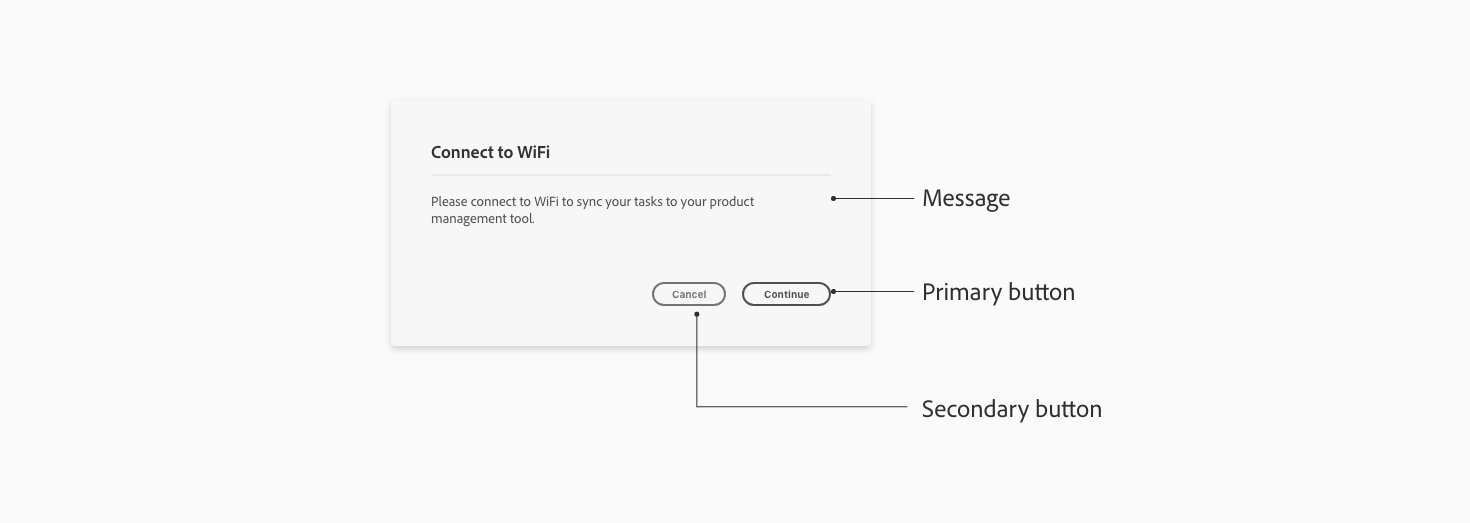 Connect to WiFi
Please connect to WiFi to sync your tasks to your product
management tool.
Cancel
Continue
Message
Primary button
Secondary button